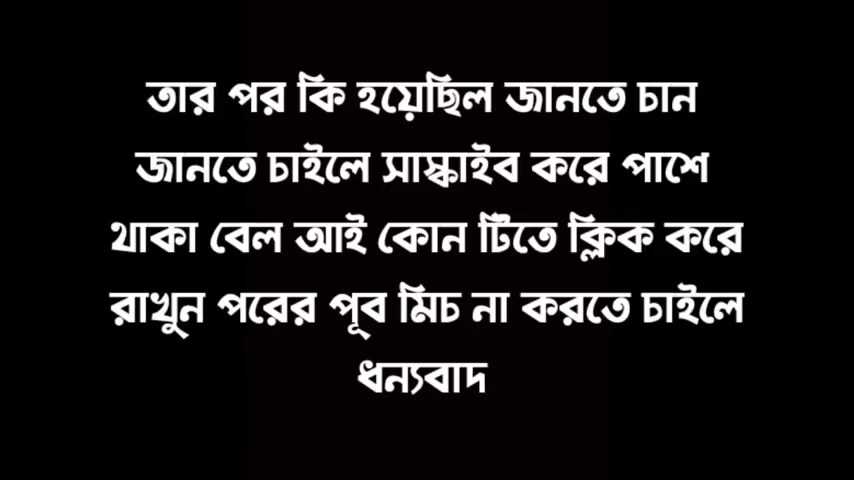 তার পর কি হয়েছিল জানতে চান
জানতে চাইলে সাস্কাইব করে পাশে
থাকা বেল আই কোন টিতে ক্লিক করে
রাখুন পরের পূব মিচ না করতে চাইলে
ধন্যবাদ